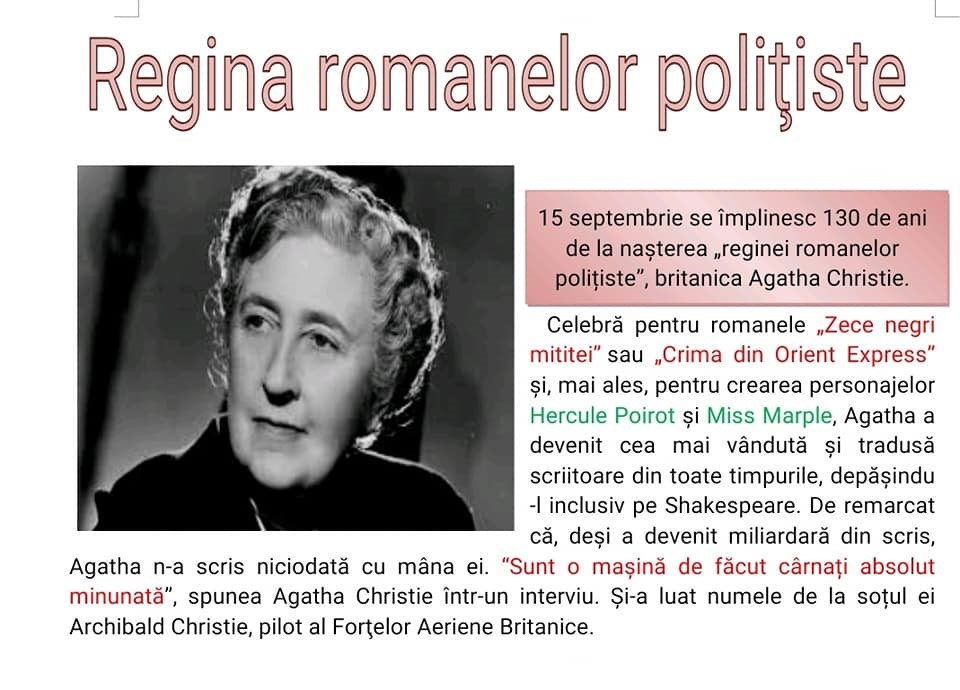 Regina romanelor poliţiste
15 septembrie se împlinesc 130 de ani
de la nașterea „reginei romanelor
polițiste”, britanica Agatha Christie.
Celebră pentru romanele „Zece negri
mititei” sau „Crima din Orient Express”
și, mai ales, pentru crearea personajelor
Hercule Poirot și Miss Marple, Agatha a
devenit cea mai vândută și tradusă
scriitoare din toate timpurile, depășindu
-l inclusiv pe Shakespeare. De remarcat
că, deși a devenit miliardară din scris,
Agatha n-a scris niciodată cu mâna ei. “Sunt o mașină de făcut cârnați absolut
minunată”, spunea Agatha Christie într-un interviu. Și-a luat numele de la soțul ei
Archibald Christie, pilot al Forţelor Aeriene Britanice.